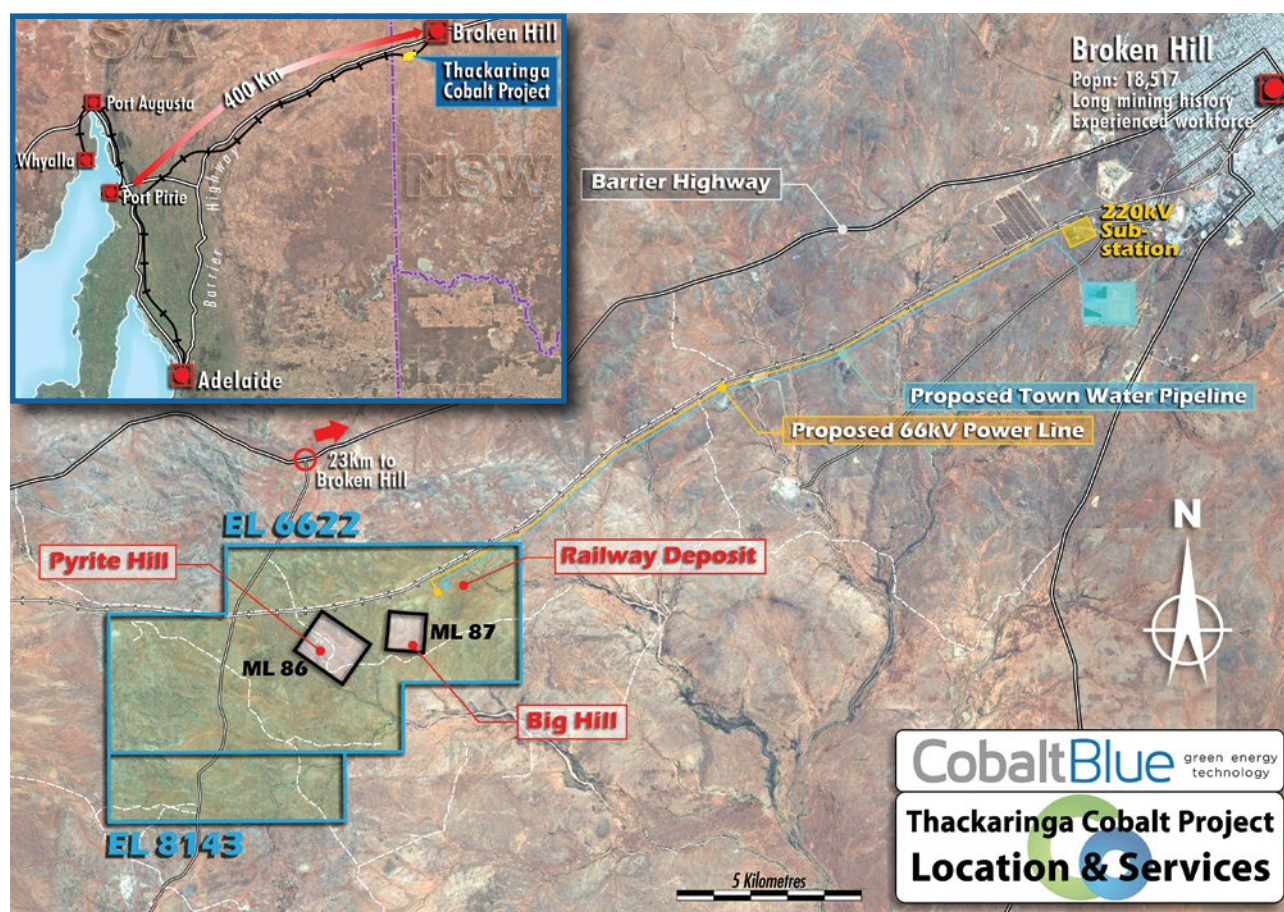 S/A
Broken Hill
400 Km
Thackaringa
Cobalt Project
Port Augusta
Whyalla
NSW
Port Pirie
Barrier Highway
Adelaide
Broken Hill
Popn: 18,517
Long mining history
Experienced workforce
Barrier Highway
220kV
Sub-
station
Proposed Town Water Pipeline
Proposed 66kV Power Line
23Km to
Broken Hill
EL 6622
Pyrite Hill
Railway Deposit
ML 87
ML 86
Big Hill
EL 8143
N
5 Kilometres
CobaltBlue green energy
technology
Thackaringa Cobalt Project
Location & Services